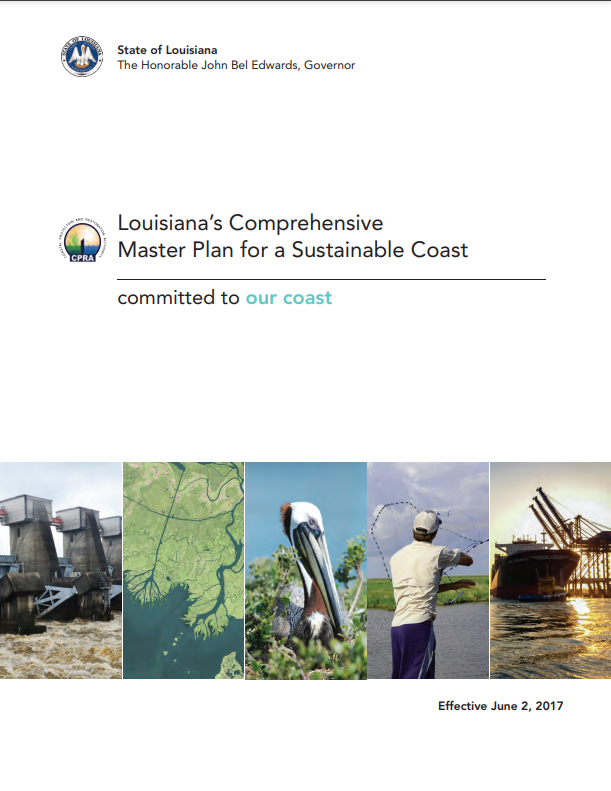 State of Louisiana
The Honorable John Bel Edwards, Governor
Louisiana's Comprehensive
Master Plan for a Sustainable Coast
CPRA
committed to our coast
Effective June 2, 2017